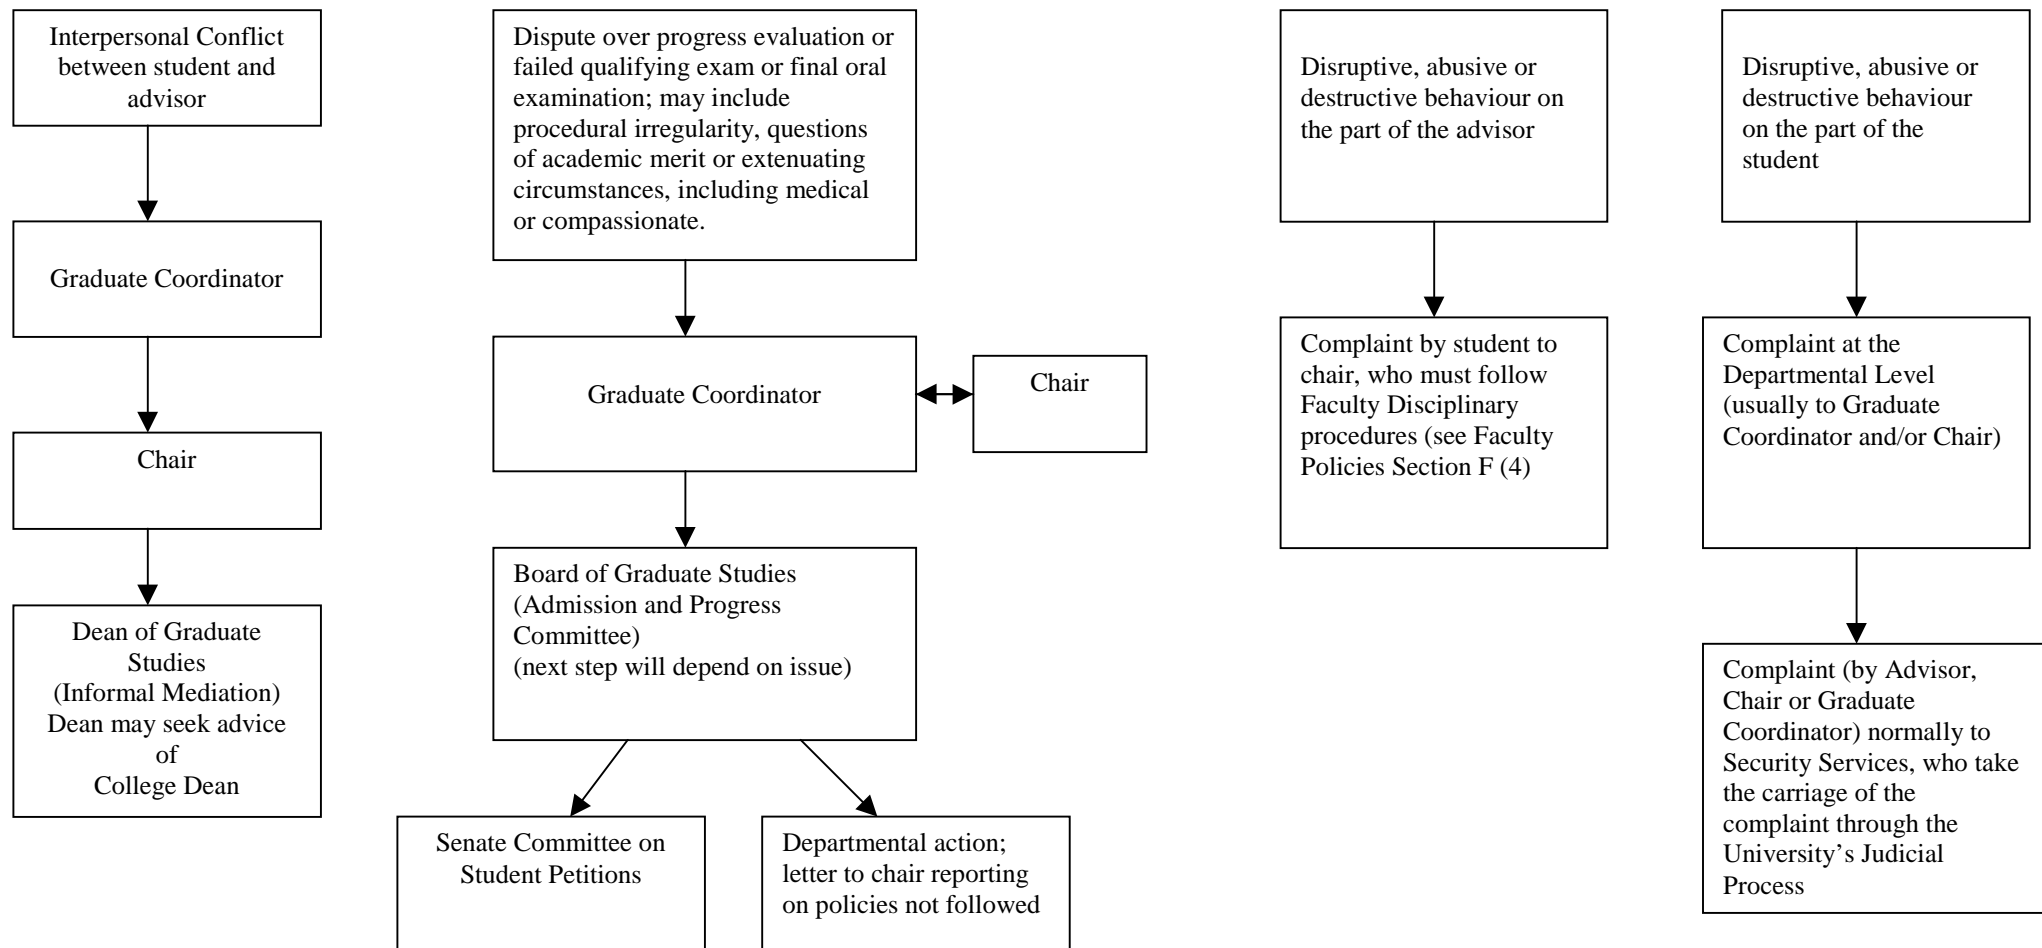 Interpersonal Conflict
between student and
advisor
Graduate Coordinator
Chair
Dean of Graduate
Studies
(Informal Mediation)
Dean may seek advice
of
College Dean
Dispute over progress evaluation or
failed qualifying exam or final oral
examination; may include
procedural irregularity, questions
of academic merit or extenuating
circumstances, including medical
or compassionate.
Graduate Coordinator
Chair
Board of Graduate Studies
(Admission and Progress
Committee)
(next step will depend on issue)
Senate Committee on
Student Petitions
Departmental action;
letter to chair reporting
on policies not followed
Disruptive, abusive or
destructive behaviour on
the part of the advisor
Complaint by student to
chair, who must follow
Faculty Disciplinary
procedures (see Faculty
Policies Section F (4)
Disruptive, abusive or
destructive behaviour
on the part of the
student
Complaint at the
Departmental Level
(usually to Graduate
Coordinator and/or Chair)
Complaint (by Advisor,
Chair or Graduate
Coordinator) normally to
Security Services, who take
the carriage of the
complaint through the
University’s Judicial
Process